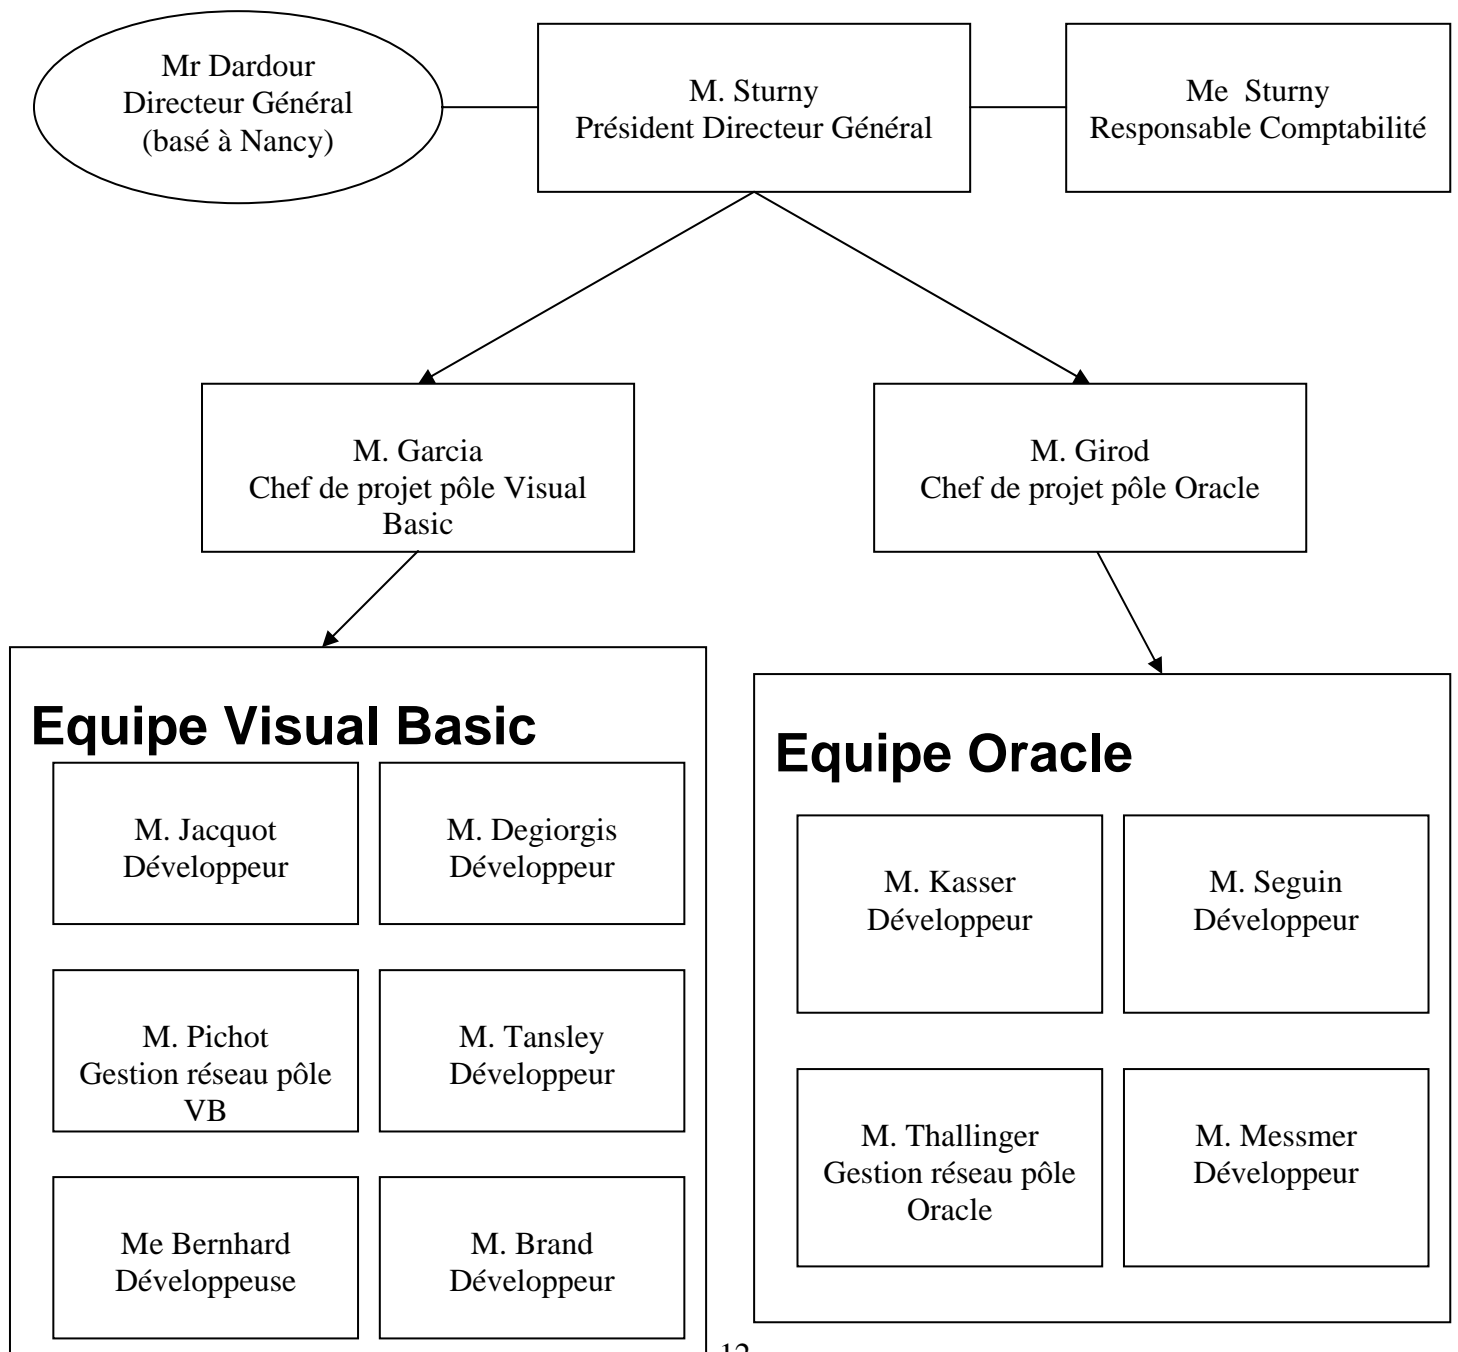 Mr Dardour
Directeur Général
(basé à Nancy)
M. Sturny
Président Directeur Général
Me Sturny
Responsable Comptabilité
M. Garcia
Chef de projet pôle Visual
Basic
M. Girod
Chef de projet pôle Oracle
Equipe Visual Basic
M. Jacquot
Développeur
M. Degiorgis
Développeur
M. Pichot
Gestion réseau pôle
VB
M. Tansley
Développeur
Me Bernhard
Développeuse
M. Brand
Développeur
Equipe Oracle
M. Kasser
Développeur
M. Seguin
Développeur
M. Thallinger
Gestion réseau pôle
Oracle
M. Messmer
Développeur
12